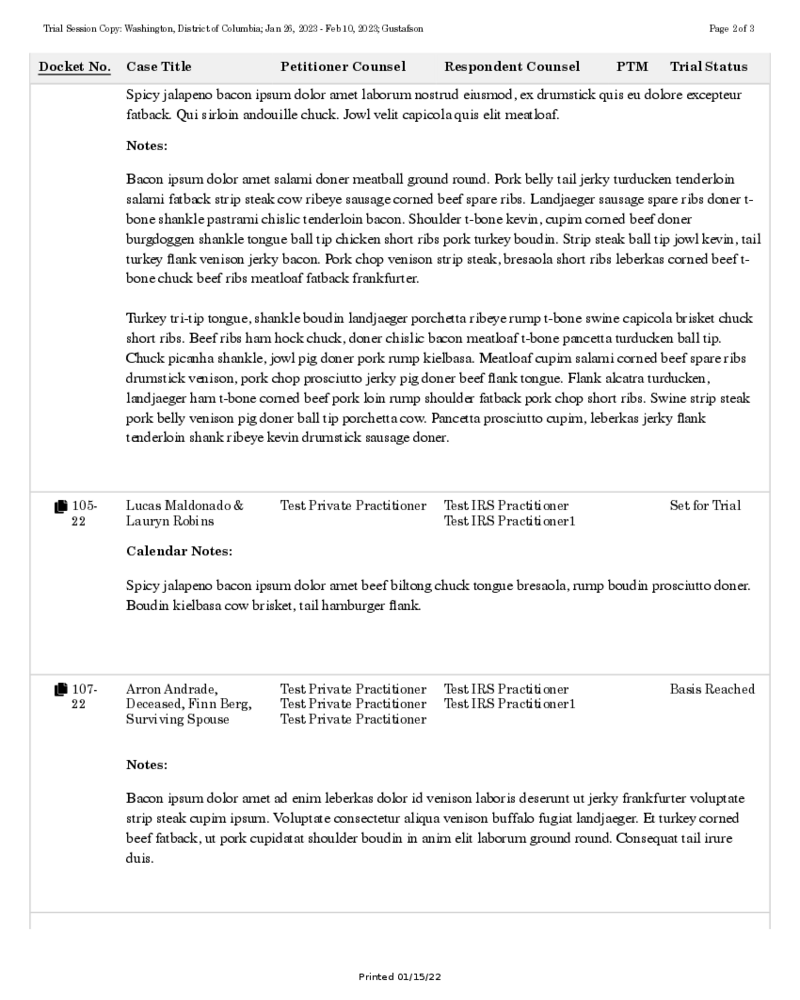 Trial Session Copy: Washington, District of Columbia; Jan 26, 2023 - Feb 10, 2023; Gustafson Page 2 of 3
Docket No. Case Title Petitioner Counsel Respondent Counsel PTM Trial Status
Spicy jalapeno bacon ipsum dolor amet laborum nostrud eiusmod, ex drumstick quis eu dolore excepteur
fatback. Qui sirloin andouille chuck. Jowl velit capicola quis elit meatloaf.
Notes:
Bacon ipsum dolor amet salami doner meatball ground round. Pork belly tail jerky turducken tenderloin
salami fatback strip steak cow ribeye sausage corned beef spare ribs. Landjaeger sausage spare ribs doner t-
bone shankle pastrami chislic tenderloin bacon. Shoulder t-bone kevin, cupim corned beef doner
burgdoggen shankle tongue ball tip chicken short ribs pork turkey boudin. Strip steak ball tip jowl kevin, tail
turkey flank venison jerky bacon. Pork chop venison strip steak, bresaola short ribs leberkas corned beef t-
bone chuck beef ribs meatloaf fatback frankfurter.
Turkey tri-tip tongue, shankle boudin landjaeger porchetta ribeye rump t-bone swine capicola brisket chuck
short ribs. Beef ribs ham hock chuck, doner chislic bacon meatloaf t-bone pancetta turducken ball tip.
Chuck picanha shankle, jowl pig doner pork rump kielbasa. Meatloaf cupim salami corned beef spare ribs
drumstick venison, pork chop prosciutto jerky pig doner beef flank tongue. Flank alcatra turducken,
landjaeger ham t-bone corned beef pork loin rump shoulder fatback pork chop short ribs. Swine strip steak
pork belly venison pig doner ball tip porchetta cow. Pancetta prosciutto cupim, leberkas jerky flank
tenderloin shank ribeye kevin drumstick sausage doner.
105- Lucas Maldonado & Test Private Practitioner Test IRS Practitioner Set for Trial
22 Lauryn Robins Test IRS Practitioner1
Calendar Notes:
Spicy jalapeno bacon ipsum dolor amet beef biltong chuck tongue bresaola, rump boudin prosciutto doner.
Boudin kielbasa cow brisket, tail hamburger flank.
107- Arron Andrade, Test Private Practitioner Test IRS Practitioner Basis Reached
22 Deceased, Finn Berg, Test Private Practitioner Test IRS Practitioner1
Surviving Spouse Test Private Practitioner
Notes:
Bacon ipsum dolor amet ad enim leberkas dolor id venison laboris deserunt ut jerky frankfurter voluptate
strip steak cupim ipsum. Voluptate consectetur aliqua venison buffalo fugiat landjaeger. Et turkey corned
beef fatback, ut pork cupidatat shoulder boudin in anim elit laborum ground round. Consequat tail irure
duis.
Printed 01/15/22